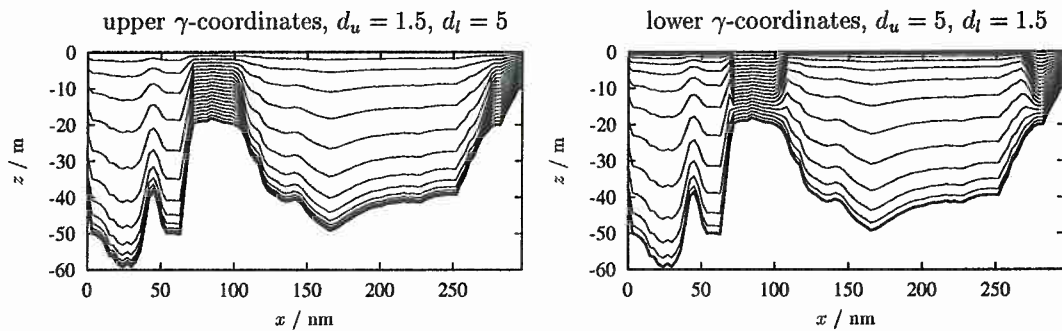 upper γ-coordinates, d_u = 1.5, d_l = 5
0
-10
-20
-30
-40
-50
-60
z / m
0 50 100 150 200 250
x / nm
lower γ-coordinates, d_u = 5, d_l = 1.5
0
-10
-20
-30
-40
-50
-60
z / m
0 50 100 150 200 250
x / nm